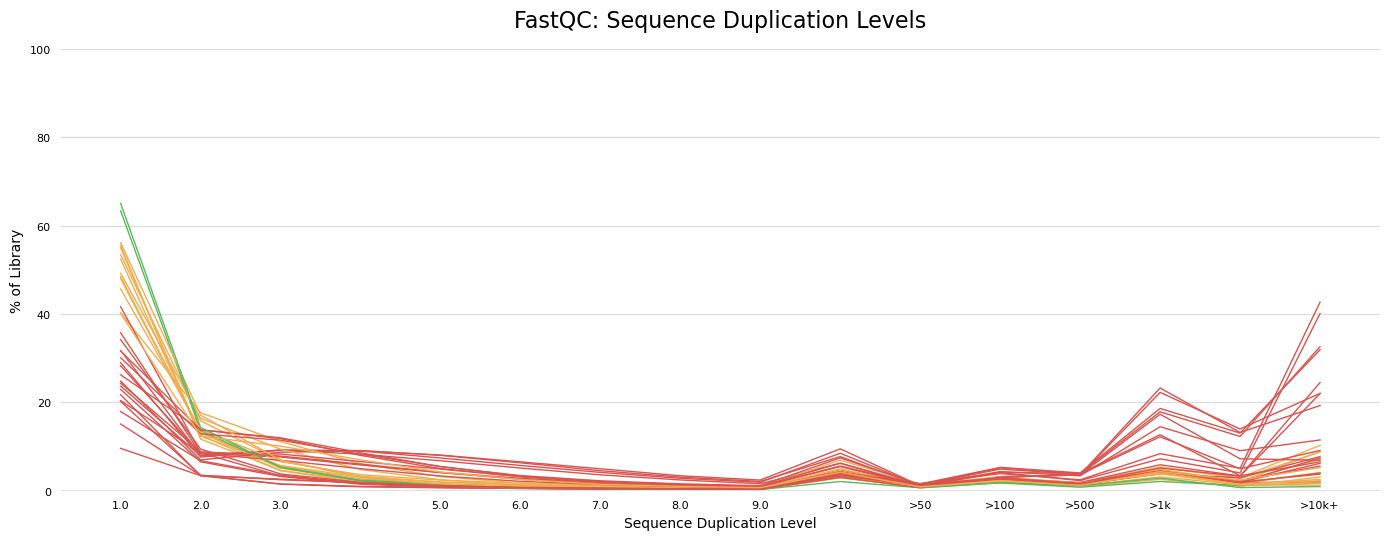 FastQC: Sequence Duplication Levels
100
80
60
40
20
0
% of Library
1.0 2.0 3.0 4.0 5.0 6.0 7.0 8.0 9.0 >10 >50 >100 >500 >1k >5k >10k+
Sequence Duplication Level